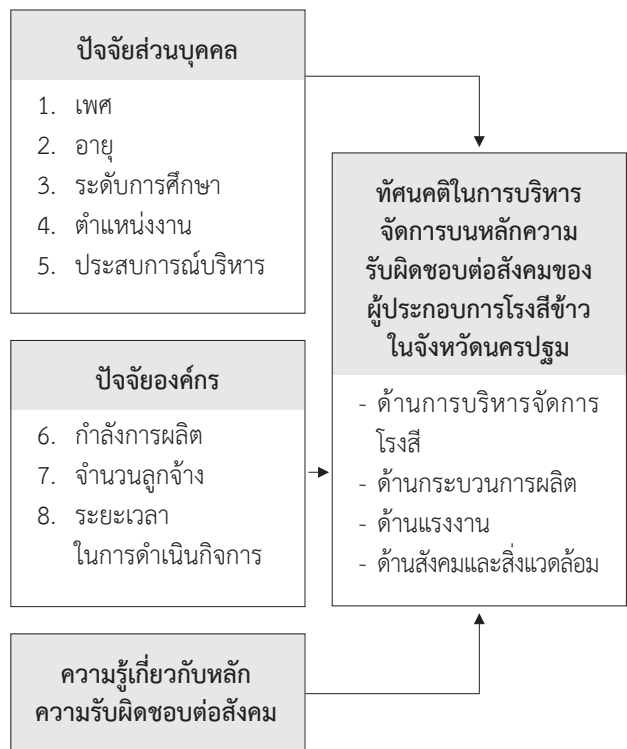 ปัจจัยส่วนบุคคล
1. เพศ
2. อายุ
3. ระดับการศึกษา
4. ตำแหน่งงาน
5. ประสบการณ์บริหาร
ปัจจัยองค์กร
6. กำลังการผลิต
7. จำนวนลูกจ้าง
8. ระยะเวลา
ในการดำเนินกิจการ
ความรู้เกี่ยวกับหลัก
ความรับผิดชอบต่อสังคม
ทัศนคติในการบริหาร
จัดการบนหลักความ
รับผิดชอบต่อสังคมของ
ผู้ประกอบการโรงสีข้าว
ในจังหวัดนครปฐม
- ด้านการบริหารจัดการ
โรงสี
- ด้านกระบวนการผลิต
- ด้านแรงงาน
- ด้านสังคมและสิ่งแวดล้อม